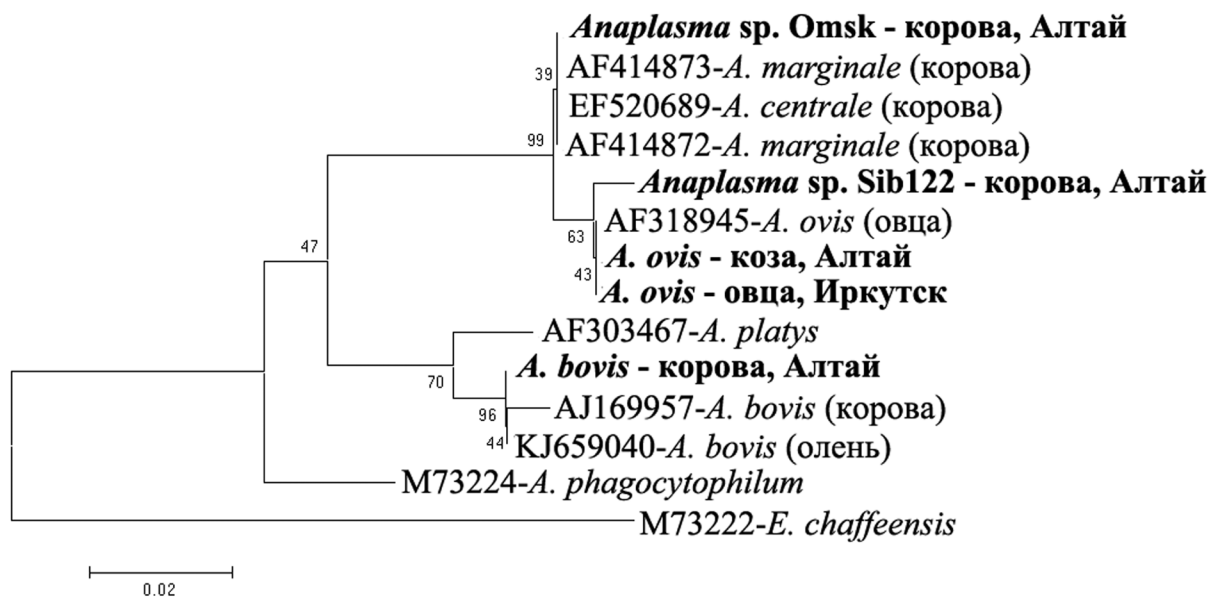 Anaplasma sp. Omsk - корова, Алтай
39
AF414873-A. marginale (корова)
EF520689-A. centrale (корова)
99
AF414872-A. marginale (корова)
Anaplasma sp. Sib122 - корова, Алтай
AF318945-A. ovis (овца)
63
47
A. ovis - коза, Алтай
43
A. ovis - овца, Иркутск
AF303467-A. platys
A. bovis - корова, Алтай
70
AJ169957-A. bovis (корова)
96
44
KJ659040-A. bovis (олень)
M73224-A. phagocytophilum
M73222-E. chaffeensis
0.02